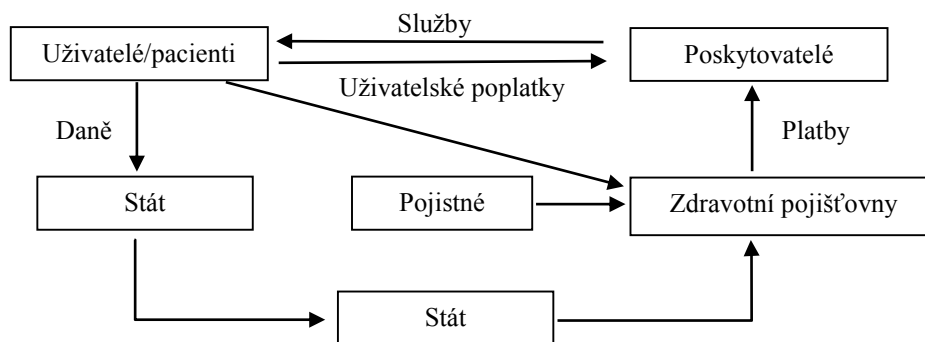 Služby
Uživatelé/pacienti
Poskytovatelé
Uživatelské poplatky
Daně
Platby
Stát
Pojistné
Zdravotní pojišťovny
Stát